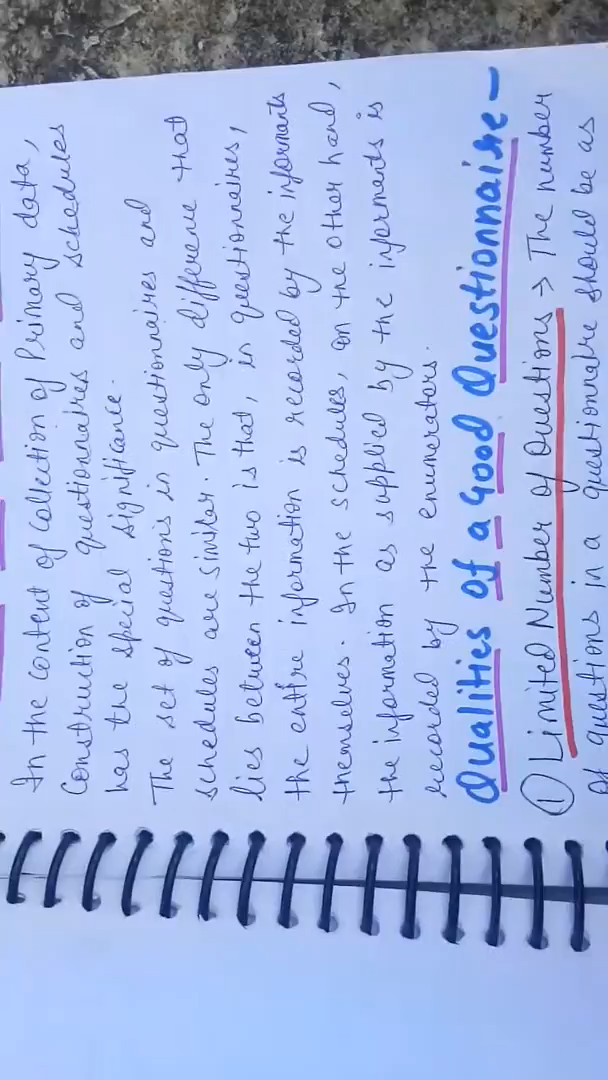 In the content of Collection of Primary data,
Construction of questionnaires and schedules
has the special significance.
The set of questions in questionnaires and
schedules are similar. The only difference that
lies between the two is that, in questionnaires,
the entire information is recorded by the informants
themselves. In the schedules, on the other hand,
the information as supplied by the informants is
recorded by the enumerators.
Qualities of a Good Questionnaire-
① Limited Number of Questions → The number
of questions in a questionnaire should be as